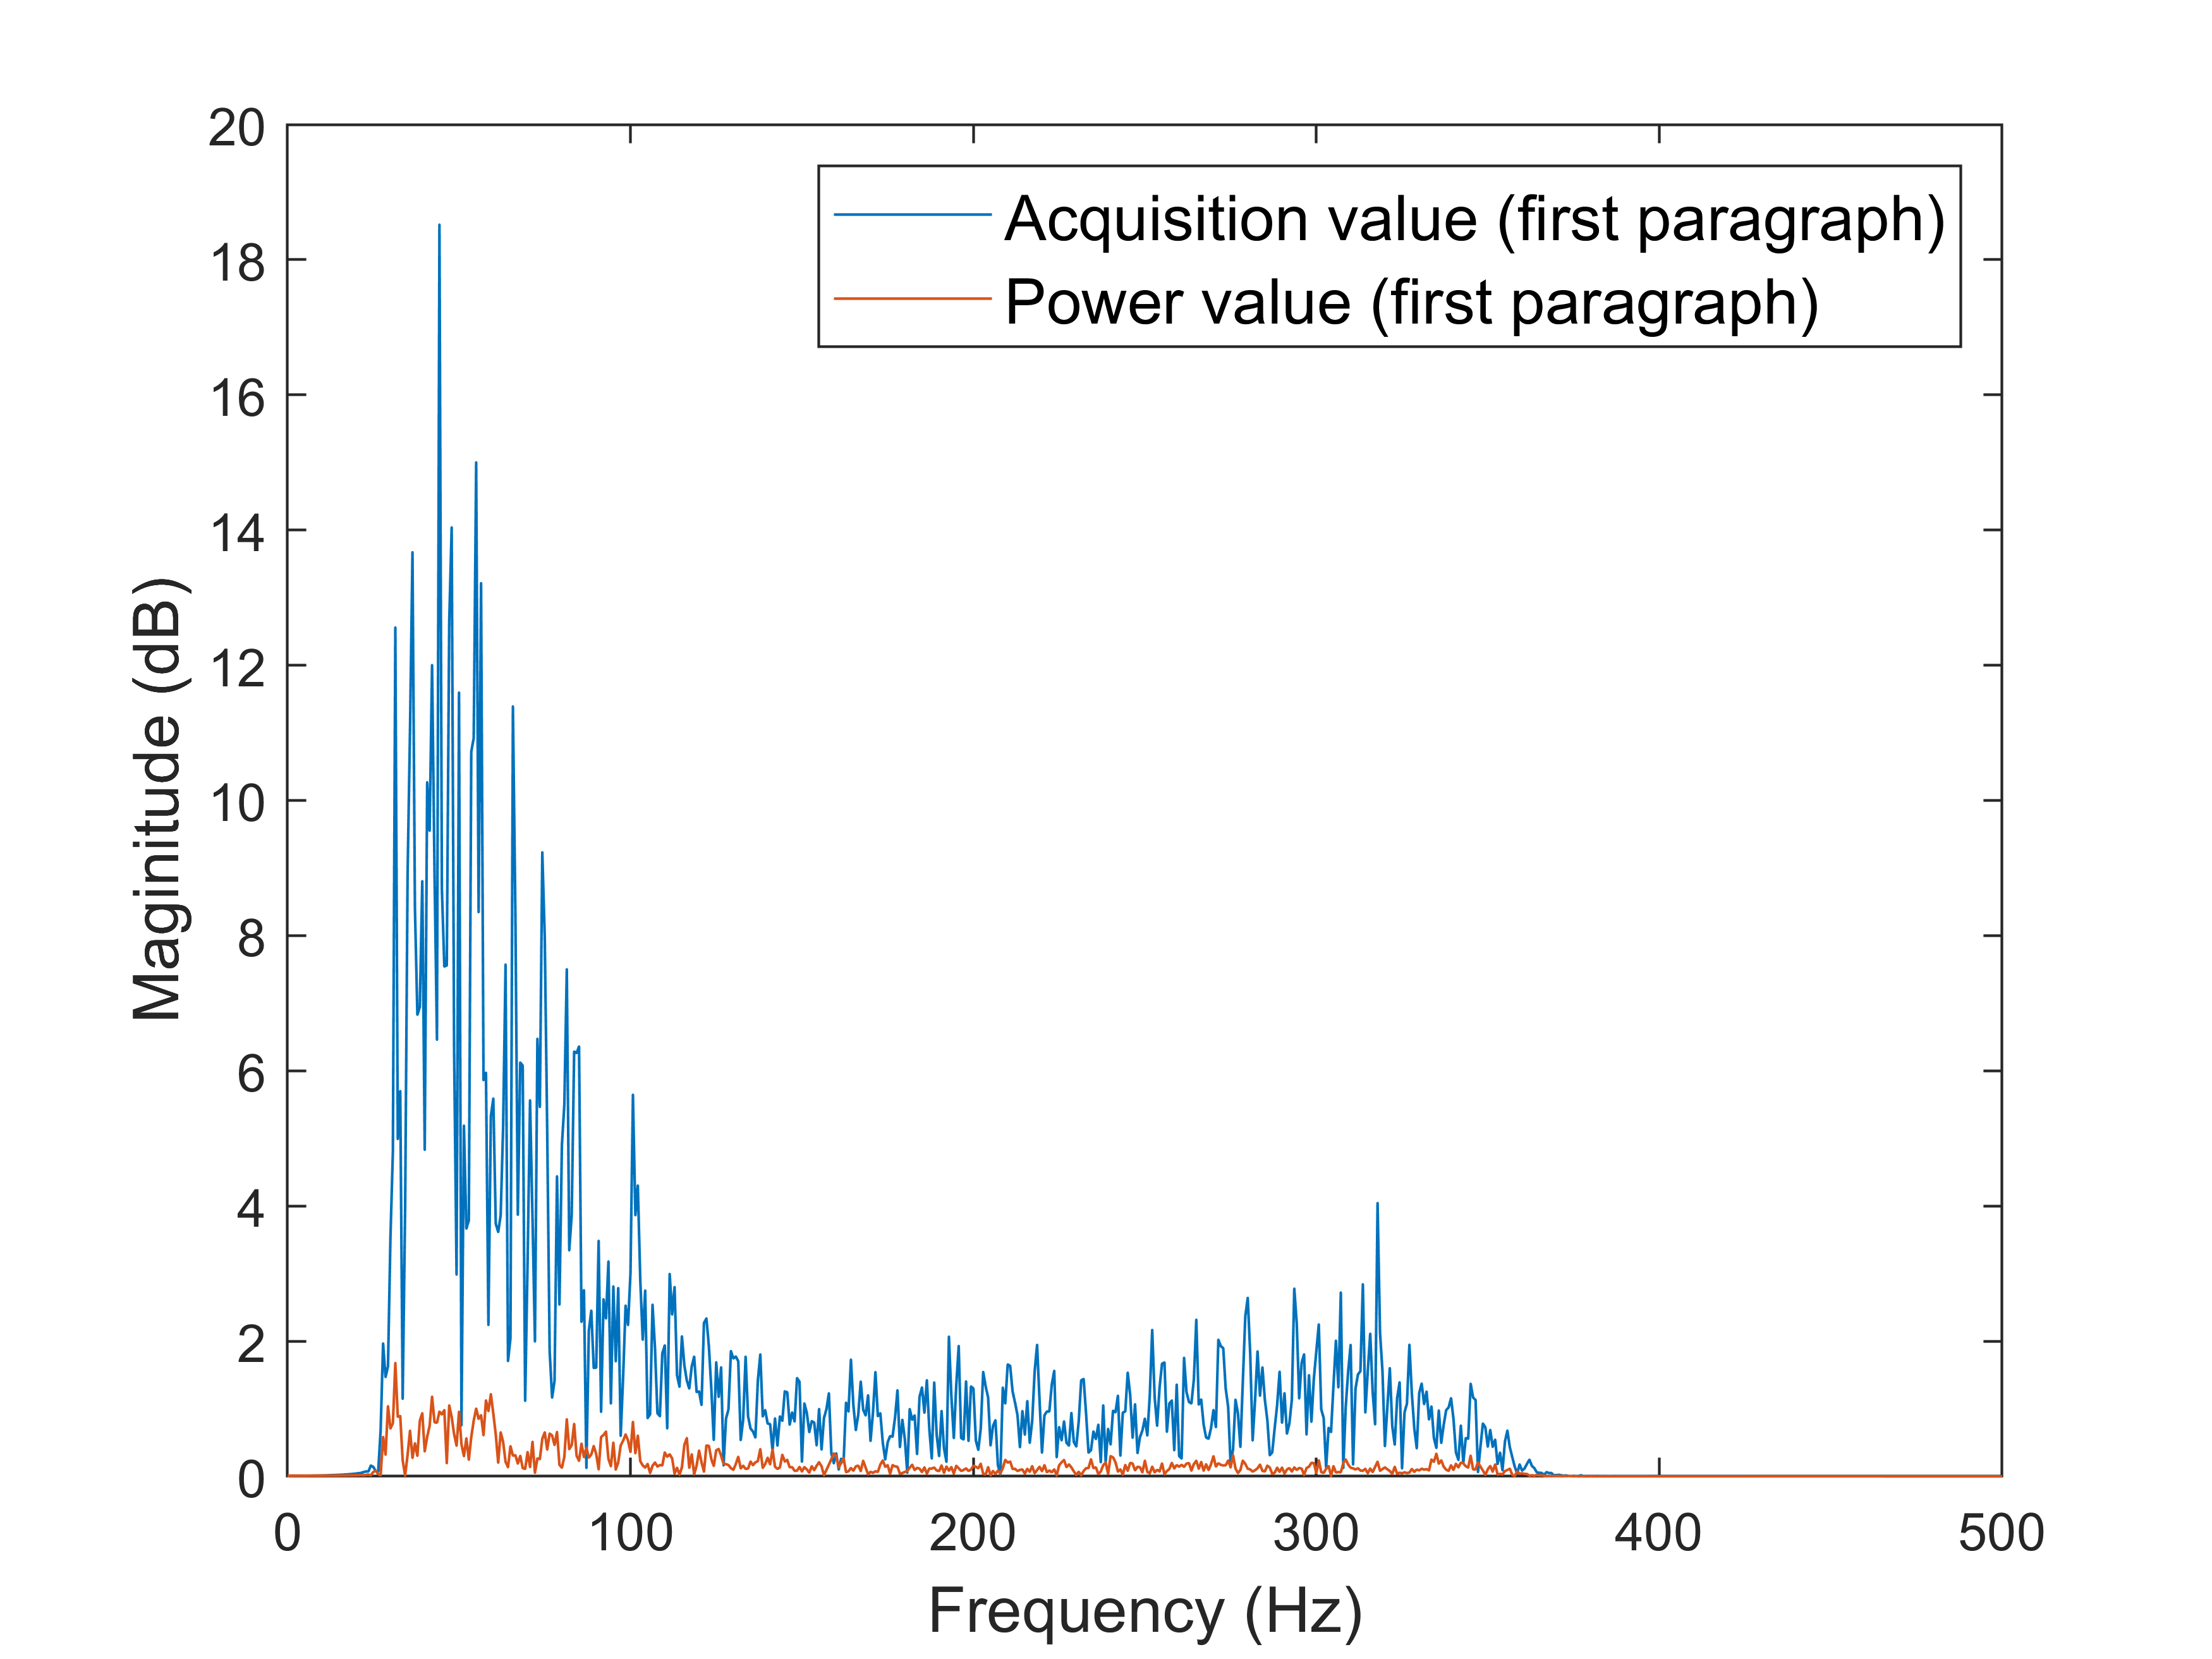 20
18
16
14
12
10
8
6
4
2
0
Maginitude (dB)
Acquisition value (first paragraph)
Power value (first paragraph)
0 100 200 300 400 500
Frequency (Hz)